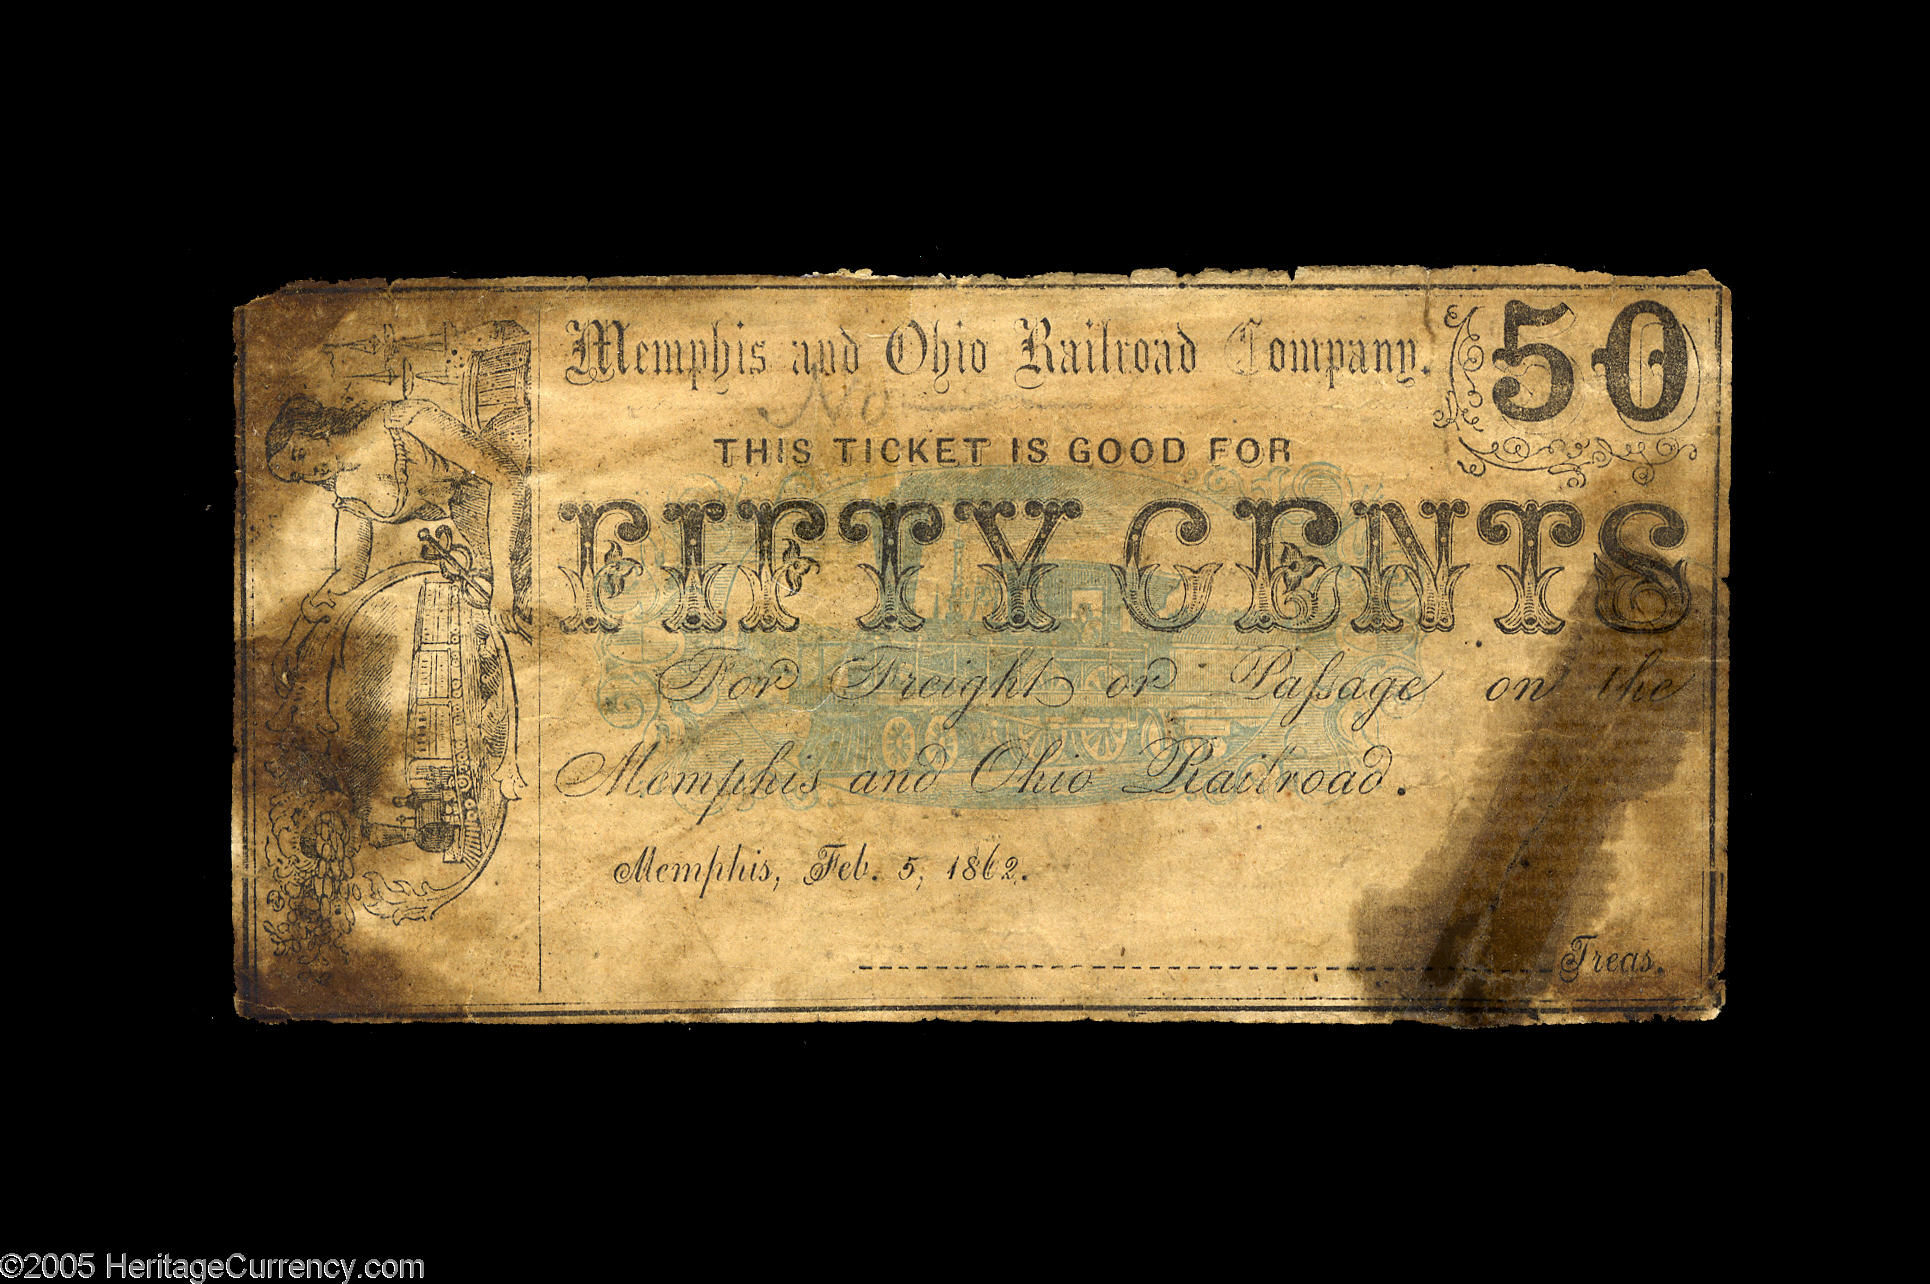 Memphis and Ohio Railroad Company.
50
No
THIS TICKET IS GOOD FOR
FIFTY CENTS
For Freight or Paſsage on the
Memphis and Ohio Railroad.
Memphis, Feb. 5, 1862.
Treas.
©2005 HeritageCurrency.com